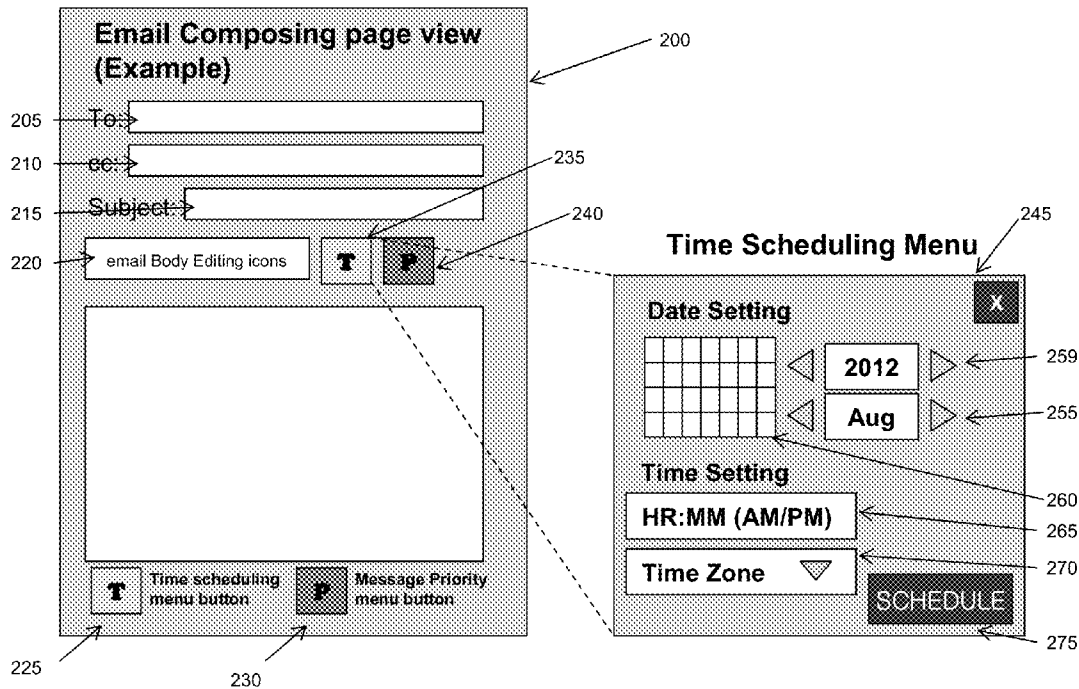 Email Composing page view
(Example)
200
205
To:
210
cc:
235
215
Subject:
240
220
email Body Editing icons
T
P
Time Scheduling Menu
245
X
Date Setting
2012
259
Aug
255
Time Setting
260
HR:MM (AM/PM)
265
Time Zone
270
SCHEDULE
275
T
Time scheduling
menu button
P
Message Priority
menu button
225
230